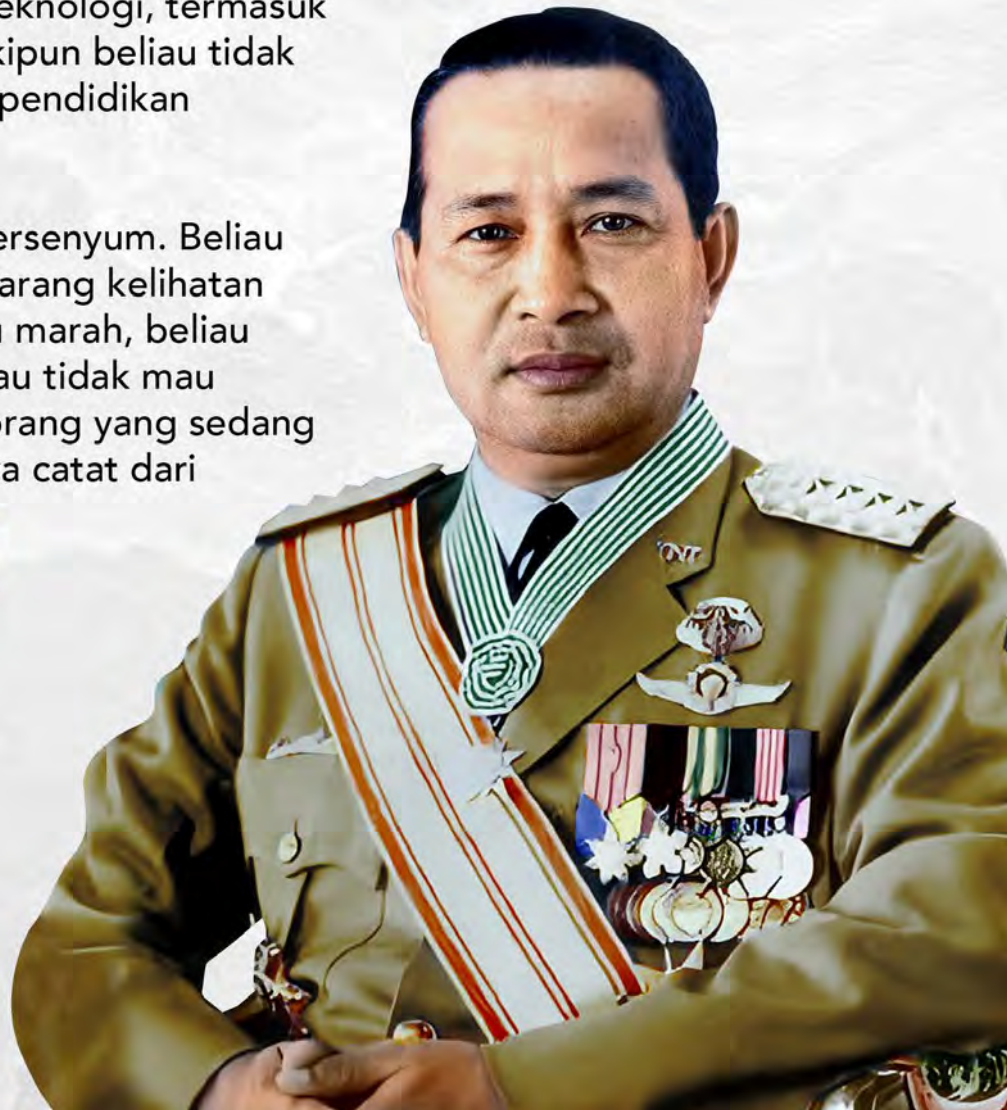 eknologi, termasuk
kipun beliau tidak
pendidikan
ersenyum. Beliau
arang kelihatan
marah, beliau
au tidak mau
orang yang sedang
a catat dari